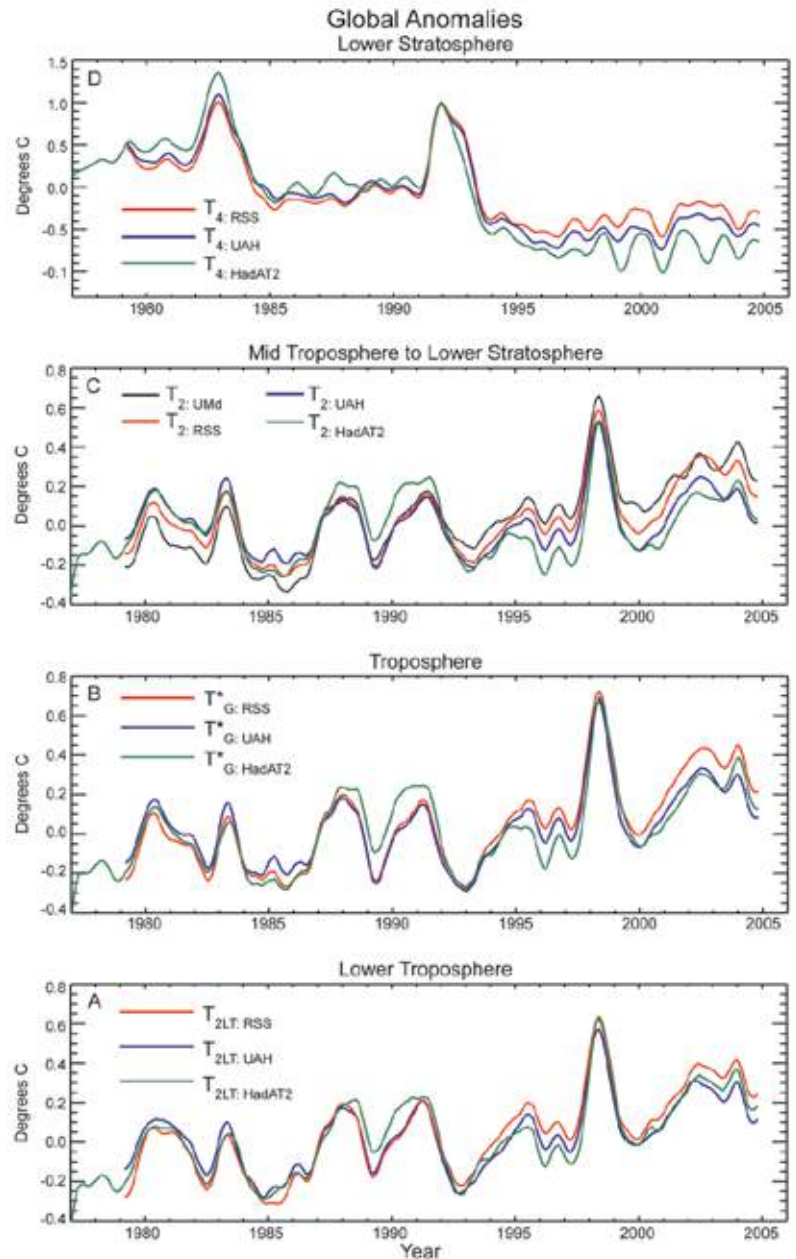 Global Anomalies
Lower Stratosphere
D
1.5
1.0
0.5
0.0
-0.5
-0.1
Degrees C
T4: RSS
T4: UAH
T4: HadAT2
1980 1985 1990 1995 2000 2005
Mid Troposphere to Lower Stratosphere
C
0.8
0.6
0.4
0.2
0.0
-0.2
-0.4
Degrees C
T2: UMd T2: UAH
T2: RSS T2: HadAT2
1980 1985 1990 1995 2000 2005
Troposphere
B
0.8
0.6
0.4
0.2
0.0
-0.2
-0.4
Degrees C
T*G: RSS
T*G: UAH
T*G: HadAT2
1980 1985 1990 1995 2000 2005
Lower Troposphere
A
0.8
0.6
0.4
0.2
0.0
-0.2
-0.4
Degrees C
T2LT: RSS
T2LT: UAH
T2LT: HadAT2
1980 1985 1990 1995 2000 2005
Year